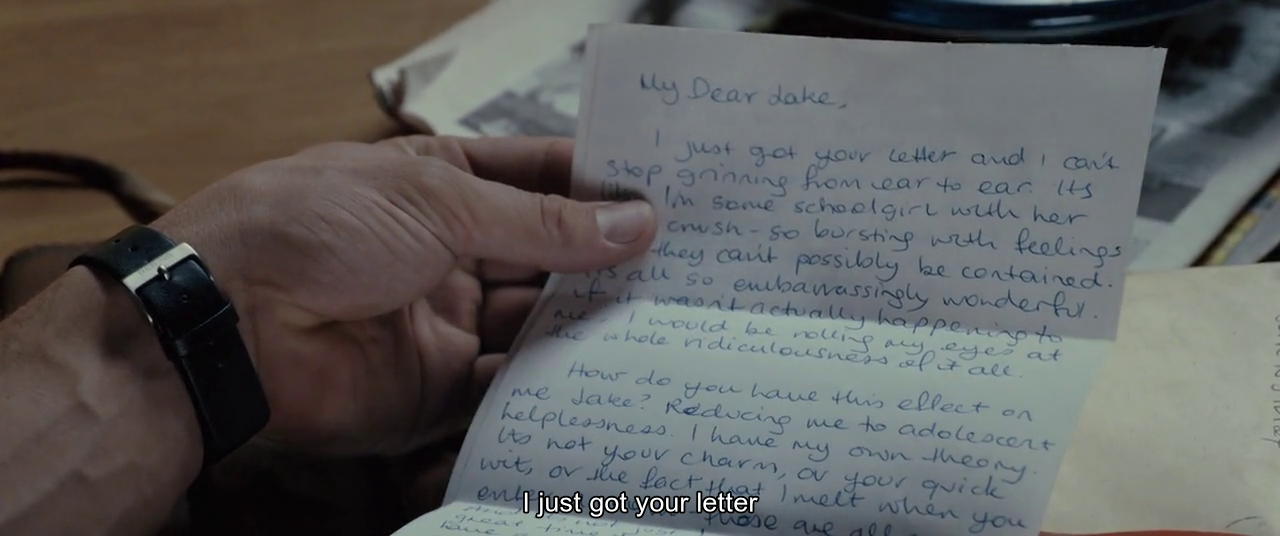 My Dear Jake,
I just got your letter and I can't
stop grinning from ear to ear. Its
like I'm some schoolgirl with her
crush - so bursting with feelings
they can't possibly be contained.
Its all so embarrassingly wonderful.
if it wasn't actually happening to
me I would be rolling my eyes at
the whole ridiculousness of it all.
How do you have this effect on
me Jake? Reducing me to adolescent
helplessness. I have my own theory.
Its not your charm, or your quick
wit, or the fact that I melt when you
those are all
great time
I just got your letter